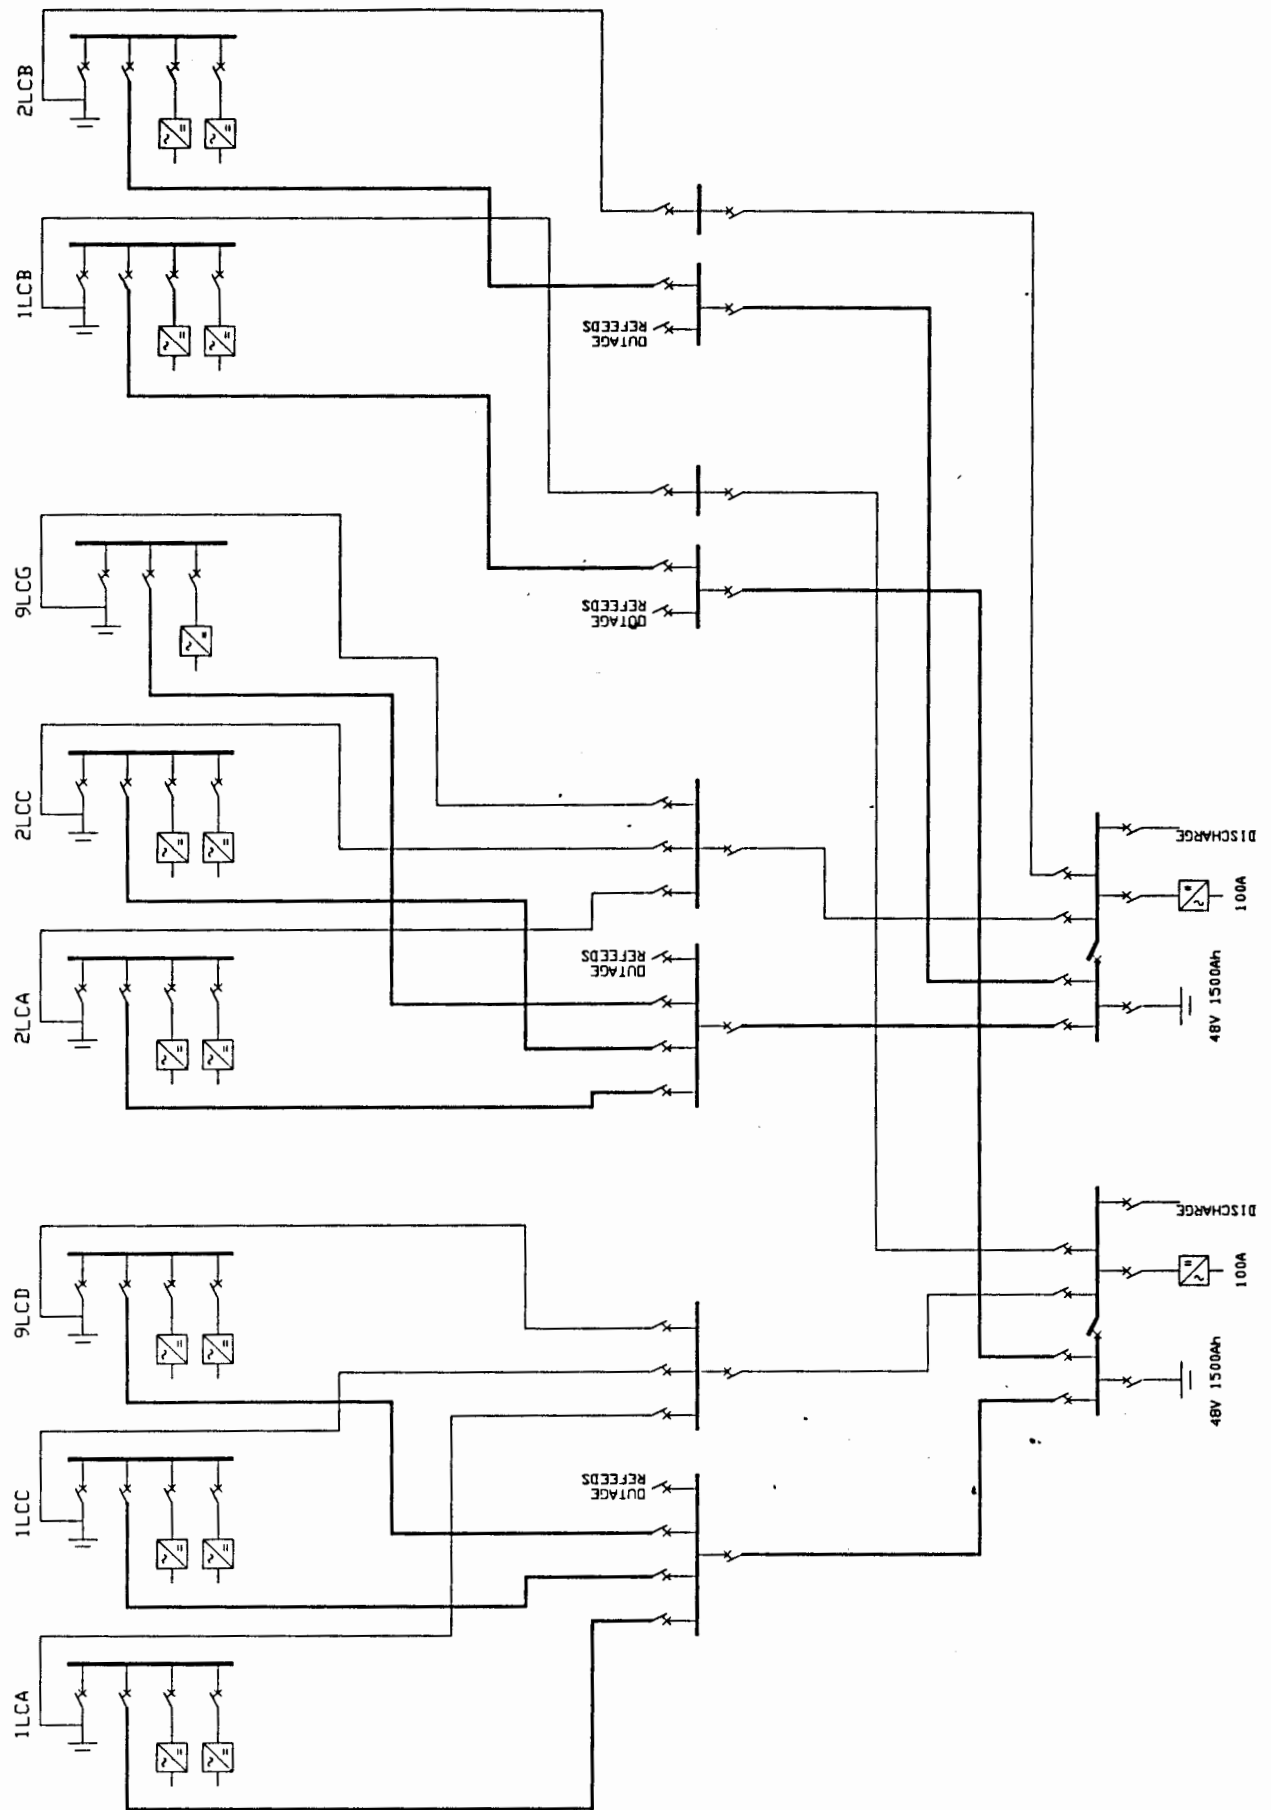 2LCB
1LCB
9LCG
2LCC
2LCA
9LCD
1LCC
1LCA
OUTAGE
REFEEDS
OUTAGE
REFEEDS
OUTAGE
REFEEDS
OUTAGE
REFEEDS
DISCHARGE
100A
48V 1500Ah
DISCHARGE
100A
48V 1500Ah